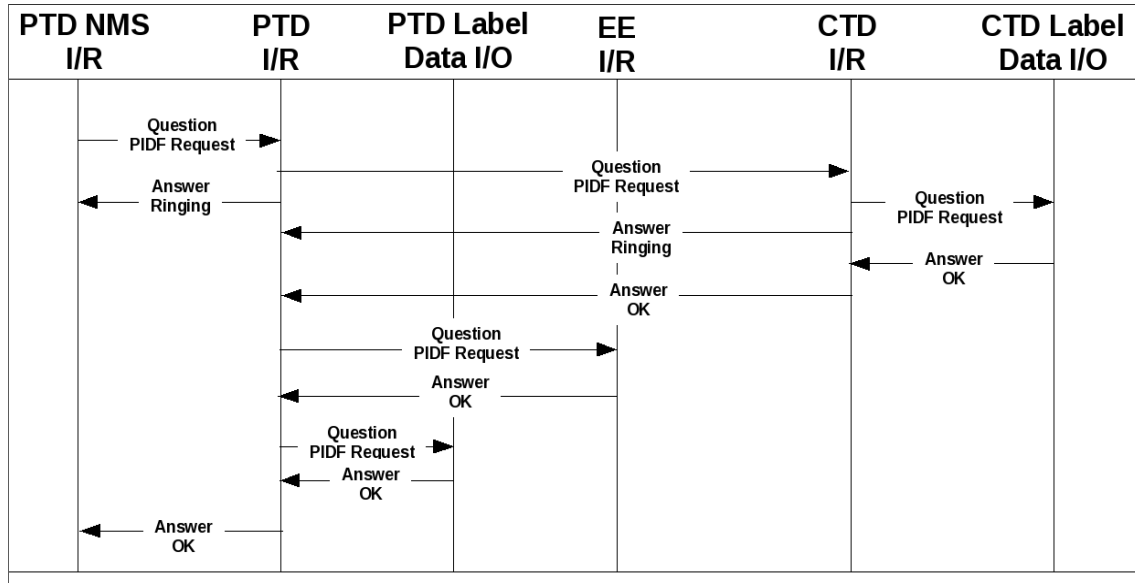 PTD NMS
I/R
PTD
I/R
PTD Label
Data I/O
EE
I/R
CTD
I/R
CTD Label
Data I/O
Question
PIDF Request
Question
PIDF Request
Answer
Ringing
Question
PIDF Request
Answer
Ringing
Answer
OK
Answer
OK
Question
PIDF Request
Answer
OK
Question
PIDF Request
Answer
OK
Answer
OK